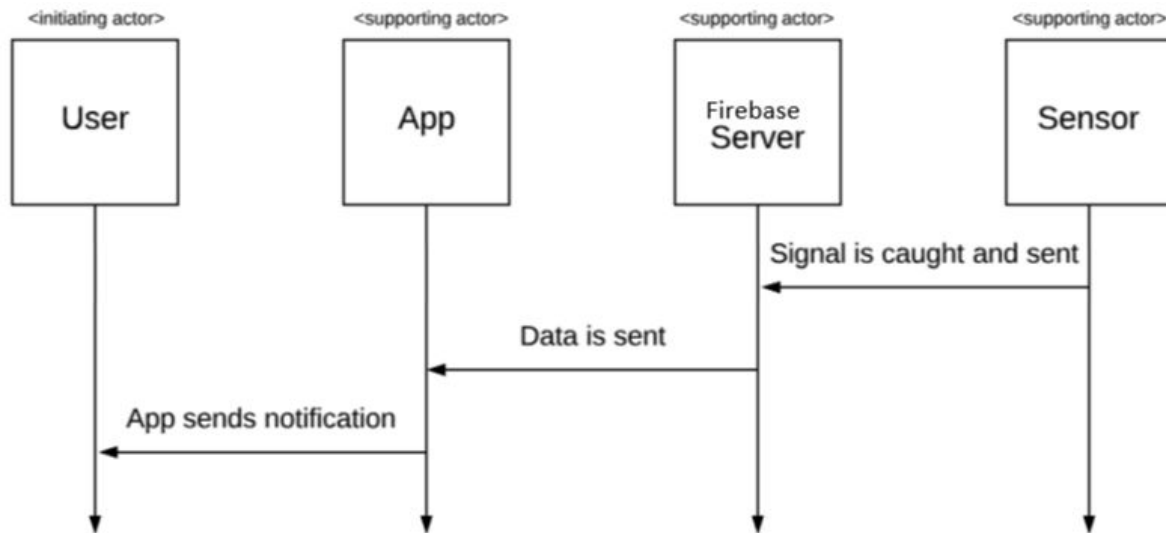 <initiating actor>
<supporting actor>
<supporting actor>
<supporting actor>
User
App
Firebase
Server
Sensor
Signal is caught and sent
Data is sent
App sends notification